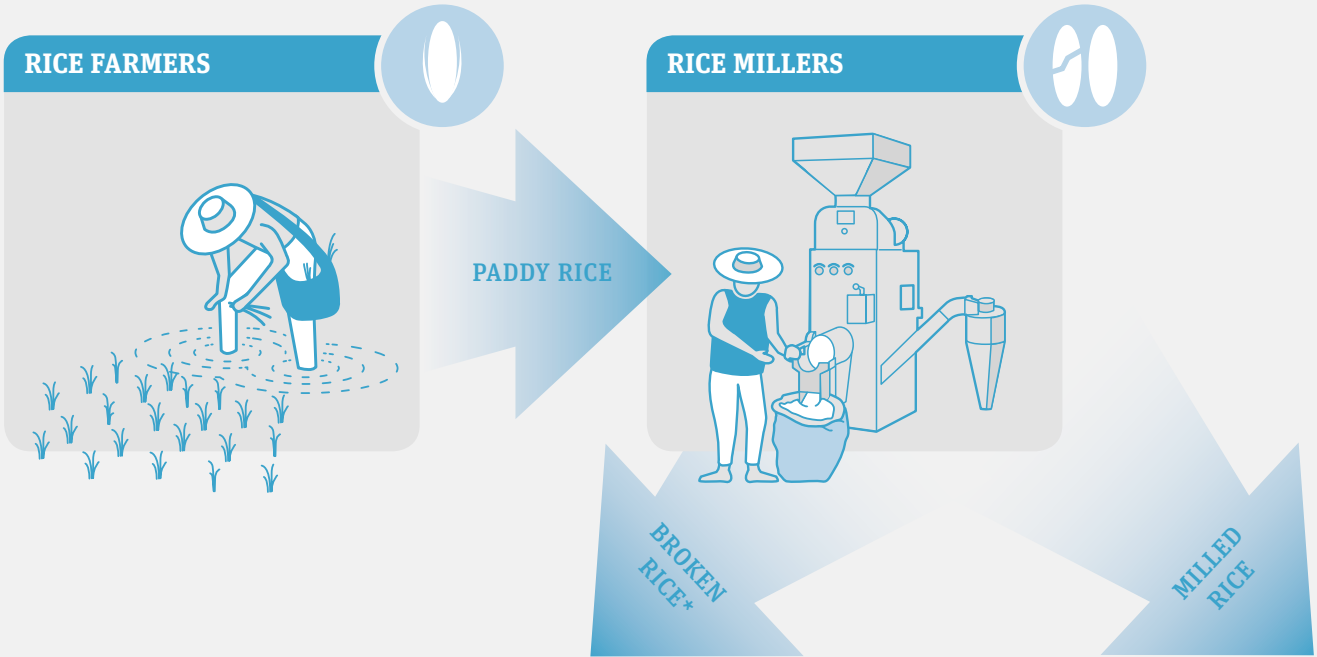 RICE FARMERS
RICE MILLERS
PADDY RICE
BROKEN
RICE*
MILLED
RICE